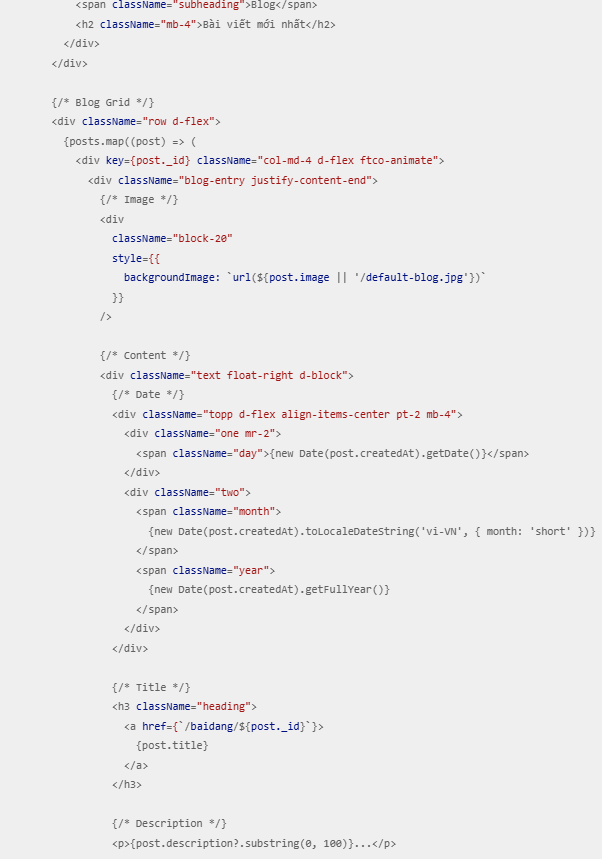 <span className="subheading">Blog</span>
<h2 className="mb-4">Bài viết mới nhất</h2>
</div>
</div>
{/* Blog Grid */}
<div className="row d-flex">
{posts.map((post) => (
<div key={post._id} className="col-md-4 d-flex ftco-animate">
<div className="blog-entry justify-content-end">
{/* Image */}
<div
className="block-20"
style={{
backgroundImage: `url(${post.image || '/default-blog.jpg'})`
}}
/>
{/* Content */}
<div className="text float-right d-block">
{/* Date */}
<div className="topp d-flex align-items-center pt-2 mb-4">
<div className="one mr-2">
<span className="day">{new Date(post.createdAt).getDate()}</span>
</div>
<div className="two">
<span className="month">
{new Date(post.createdAt).toLocaleDateString('vi-VN', { month: 'short' })}
</span>
<span className="year">
{new Date(post.createdAt).getFullYear()}
</span>
</div>
</div>
{/* Title */}
<h3 className="heading">
<a href={`/baidang/${post._id}`}>
{post.title}
</a>
</h3>
{/* Description */}
<p>{post.description?.substring(0, 100)}...</p>